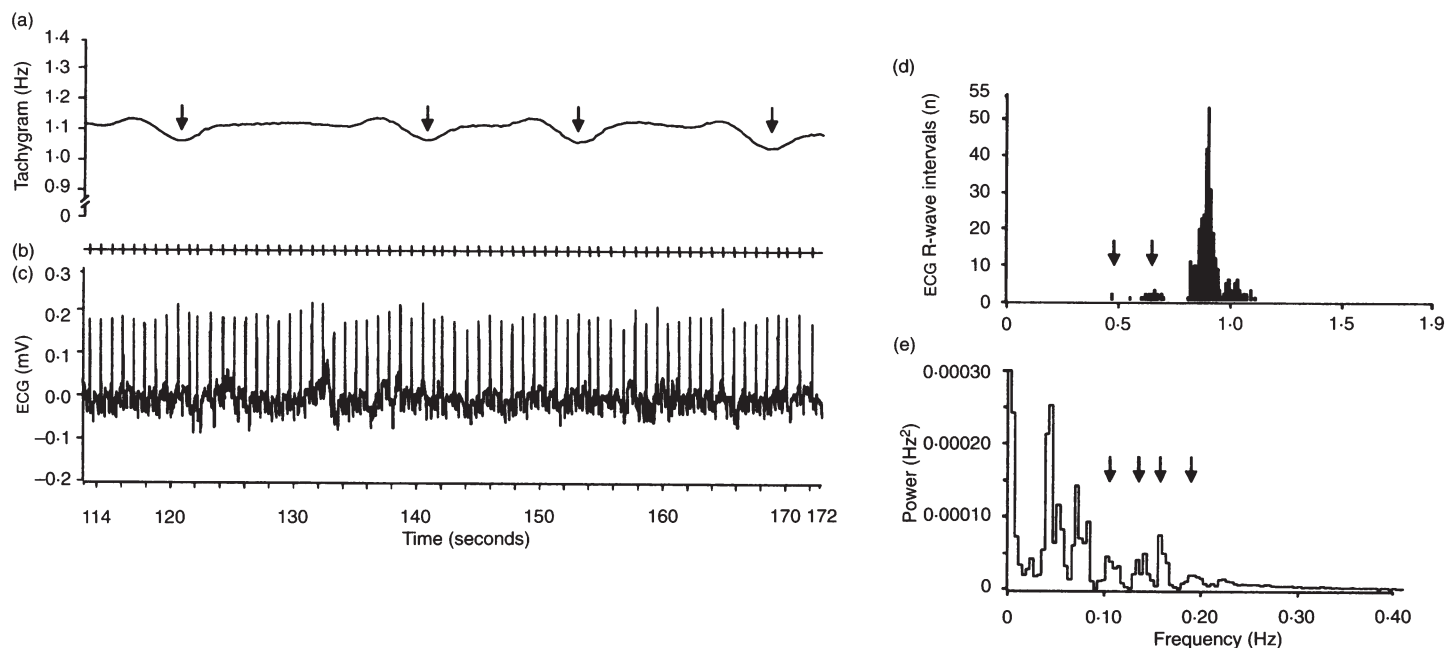 (a)
Tachygram (Hz)
1·4
1·3
1·2
1·1
1·0
0·9
0
(b)
(c)
ECG (mV)
0·3
0·2
0·1
0·0
–0·1
–0·2
114 120 130 140 150 160 170 172
Time (seconds)
(d)
ECG R-wave intervals (n)
55
50
40
30
20
10
0
0 0·5 1·0 1·5 1·9
(e)
Power (Hz²)
0·00030
0·00020
0·00010
0
0 0·10 0·20 0·30 0·40
Frequency (Hz)